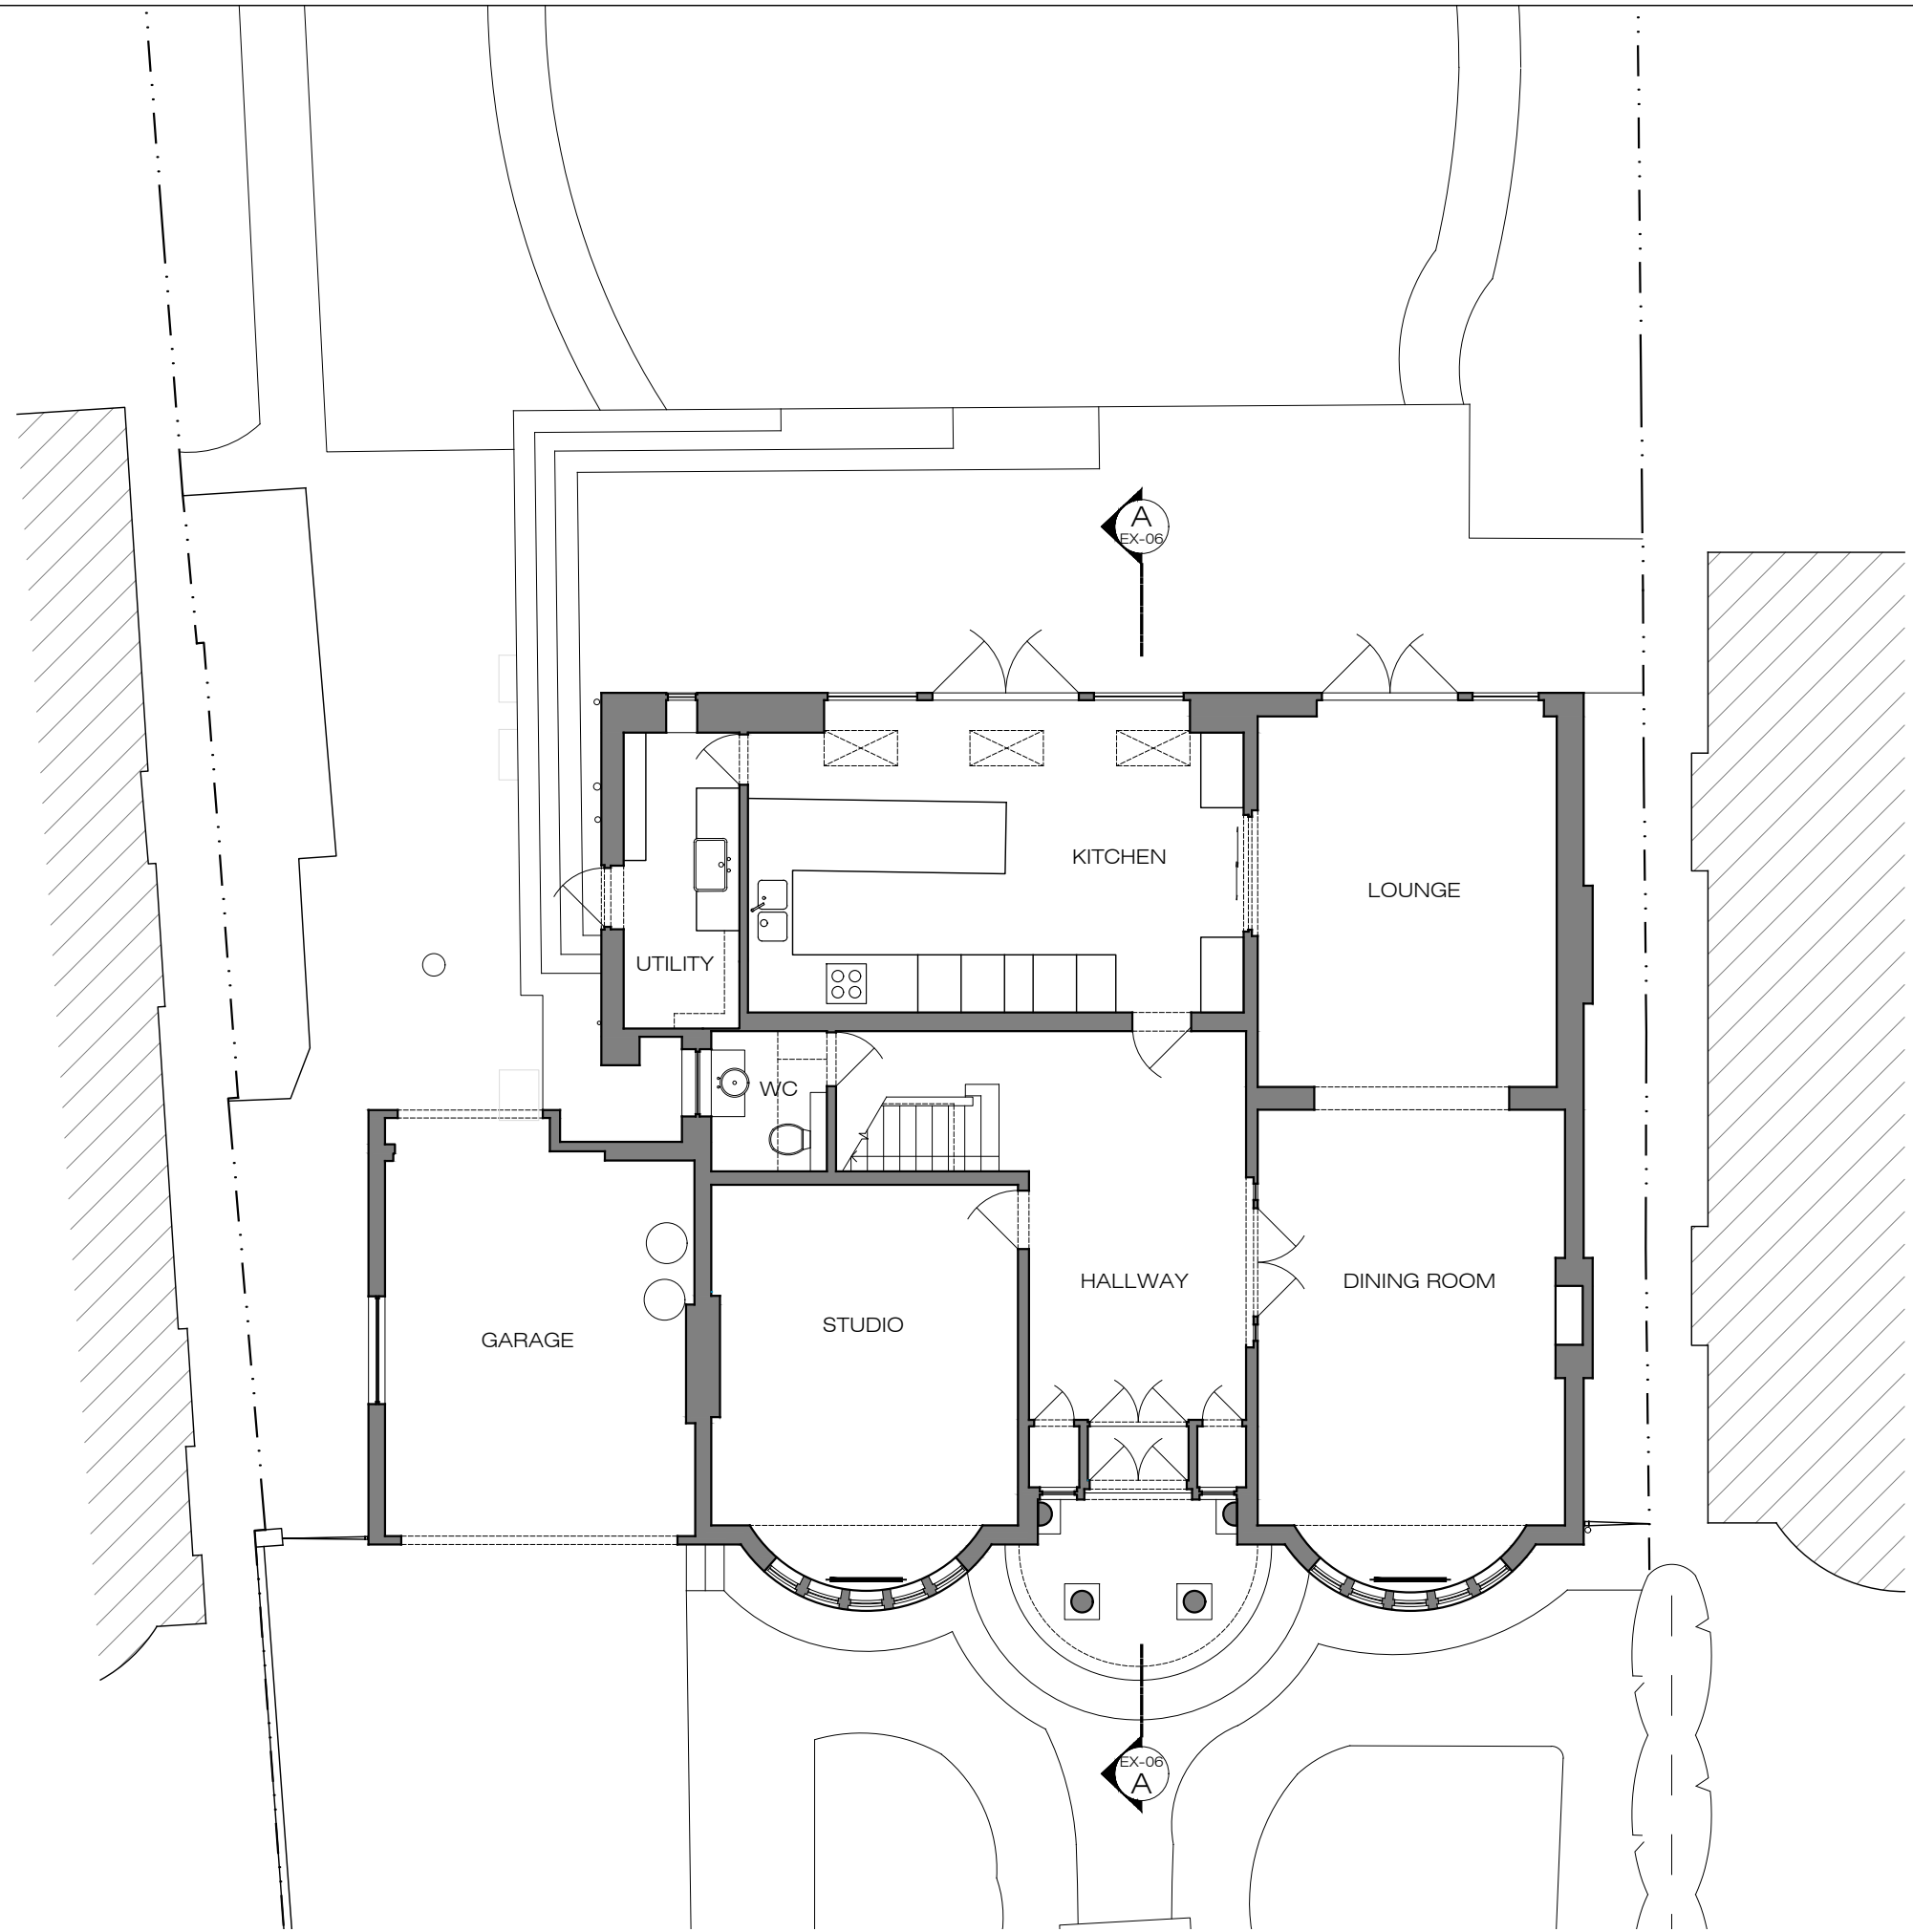 A
EX-06
KITCHEN
LOUNGE
UTILITY
WC
HALLWAY
DINING ROOM
STUDIO
GARAGE
EX-06
A